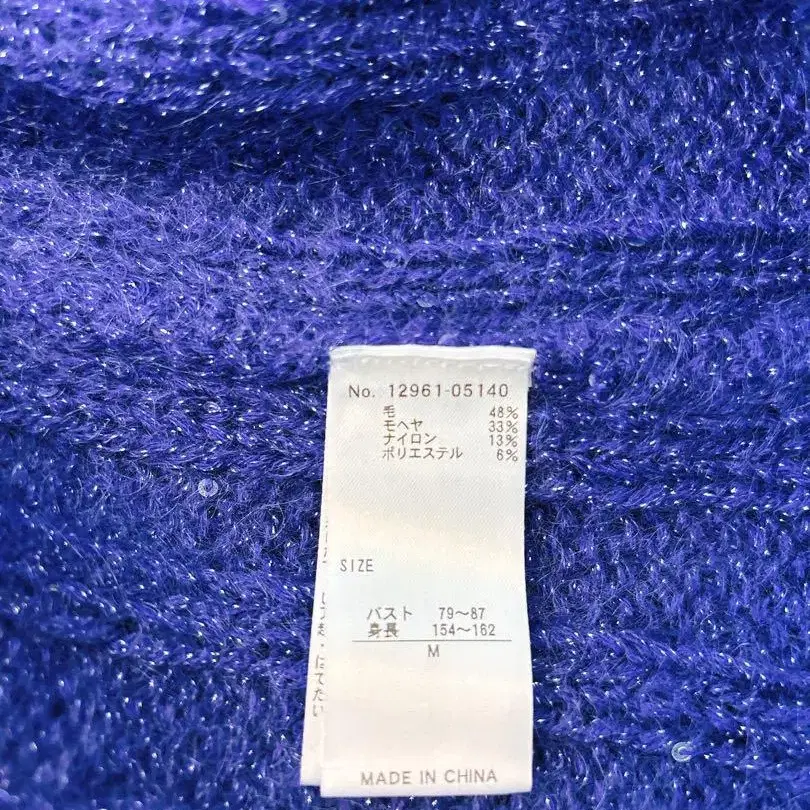 No. 12961-05140
毛 48%
モヘヤ 33%
ナイロン 13%
ポリエステル 6%
SIZE
バスト 79〜87
身長 154〜162
M
MADE IN CHINA